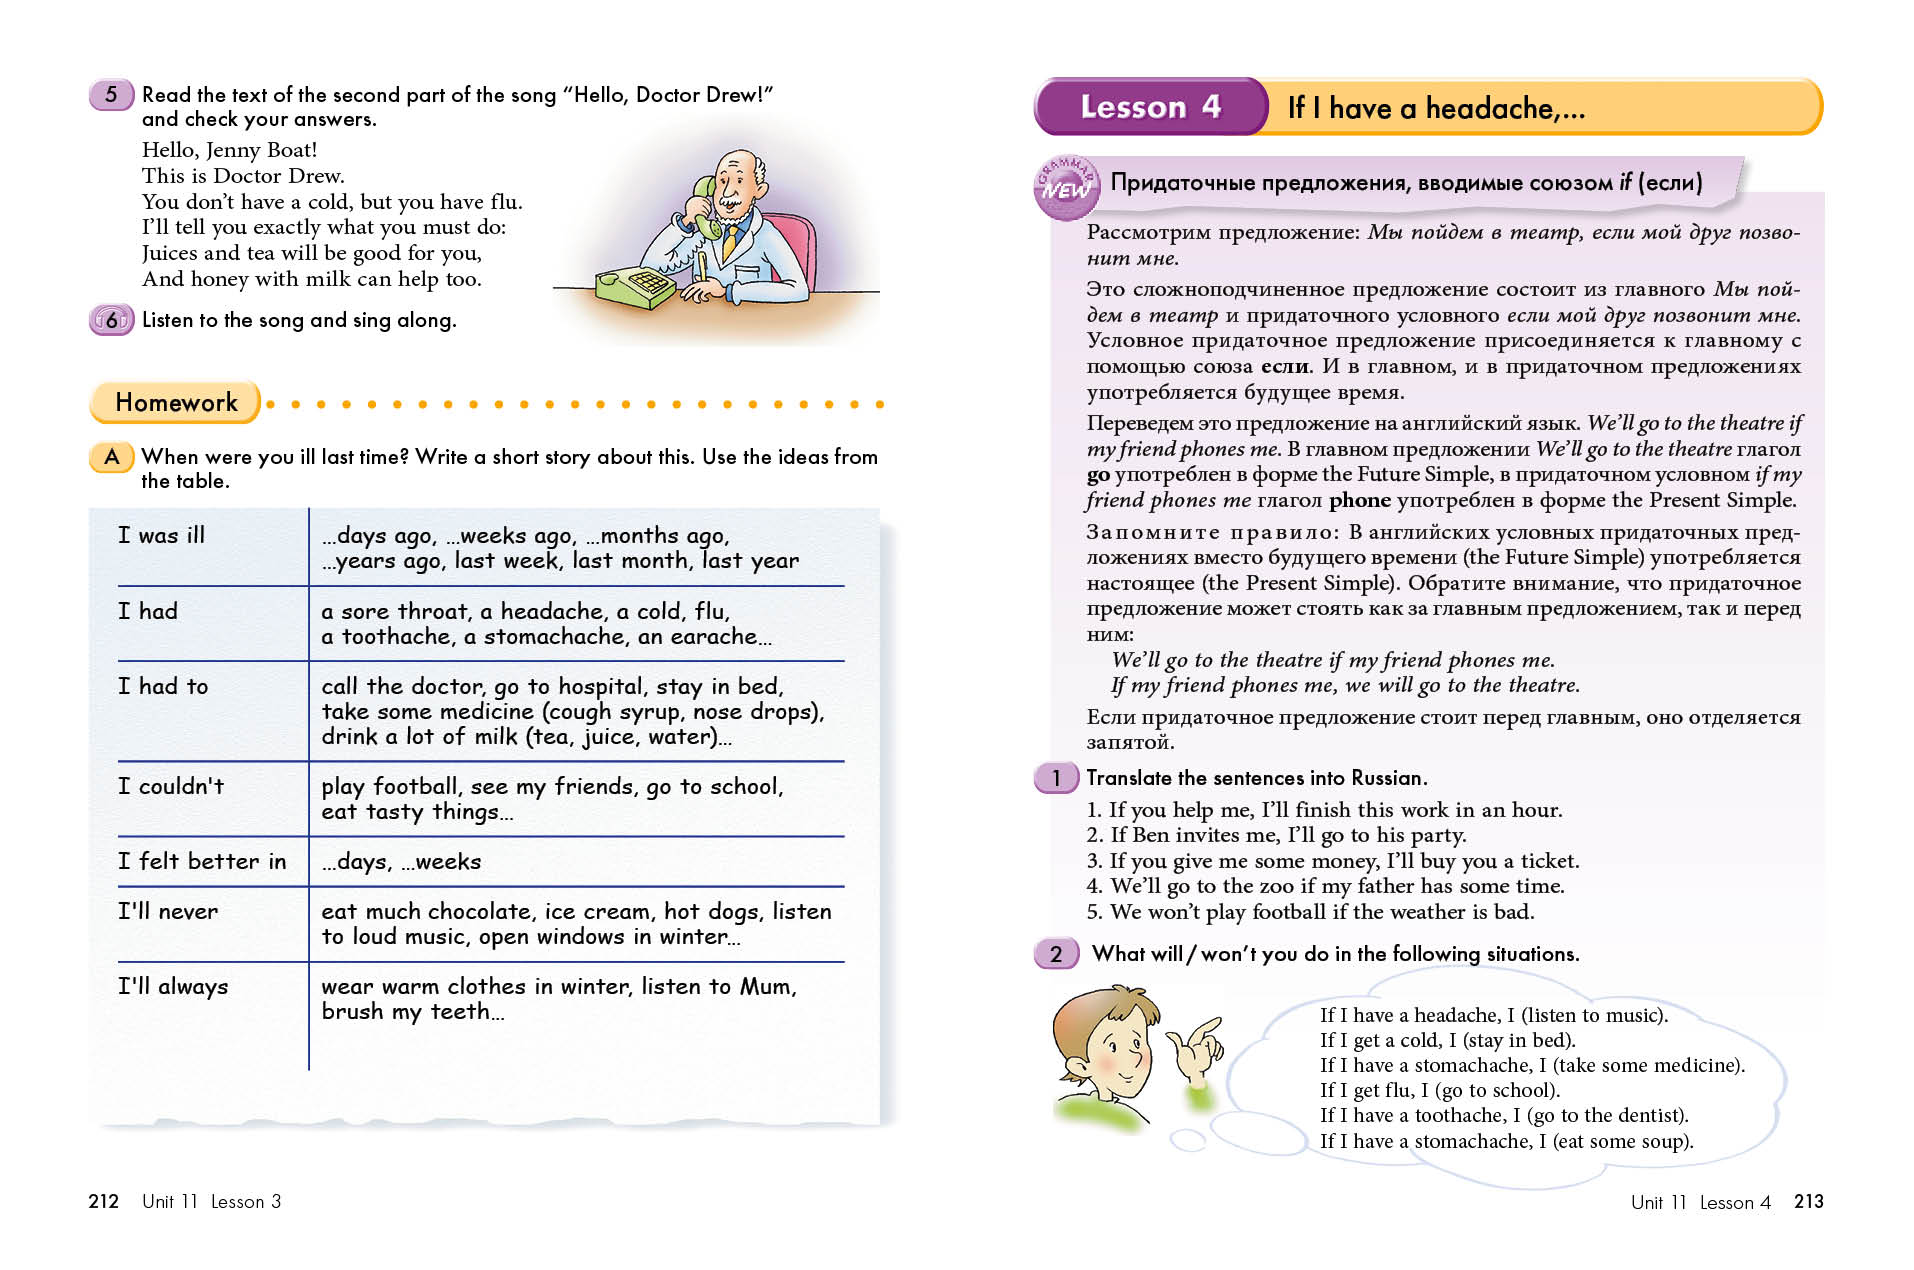 5 Read the text of the second part of the song “Hello, Doctor Drew!”
and check your answers.
Hello, Jenny Boat!
This is Doctor Drew.
You don’t have a cold, but you have flu.
I’ll tell you exactly what you must do:
Juices and tea will be good for you,
And honey with milk can help too.
6 Listen to the song and sing along.
Homework
A When were you ill last time? Write a short story about this. Use the ideas from
the table.
I was ill
...days ago, ...weeks ago, ...months ago,
...years ago, last week, last month, last year
I had
a sore throat, a headache, a cold, flu,
a toothache, a stomachache, an earache...
I had to
call the doctor, go to hospital, stay in bed,
take some medicine (cough syrup, nose drops),
drink a lot of milk (tea, juice, water)...
I couldn't
play football, see my friends, go to school,
eat tasty things...
I felt better in
...days, ...weeks
I'll never
eat much chocolate, ice cream, hot dogs, listen
to loud music, open windows in winter...
I'll always
wear warm clothes in winter, listen to Mum,
brush my teeth...
212 Unit 11 Lesson 3
Lesson 4 If I have a headache,...
GRAMMAR
NEW
Придаточные предложения, вводимые союзом if (если)
Рассмотрим предложение: Мы пойдем в театр, если мой друг позво-
нит мне.
Это сложноподчиненное предложение состоит из главного Мы пой-
дем в театр и придаточного условного если мой друг позвонит мне.
Условное придаточное предложение присоединяется к главному с
помощью союза если. И в главном, и в придаточном предложениях
употребляется будущее время.
Переведем это предложение на английский язык. We’ll go to the theatre if
my friend phones me. В главном предложении We’ll go to the theatre глагол
go употреблен в форме the Future Simple, в придаточном условном if my
friend phones me глагол phone употреблен в форме the Present Simple.
Запомните правило: В английских условных придаточных пред-
ложениях вместо будущего времени (the Future Simple) употребляется
настоящее (the Present Simple). Обратите внимание, что придаточное
предложение может стоять как за главным предложением, так и перед
ним:
We’ll go to the theatre if my friend phones me.
If my friend phones me, we will go to the theatre.
Если придаточное предложение стоит перед главным, оно отделяется
запятой.
1 Translate the sentences into Russian.
1. If you help me, I’ll finish this work in an hour.
2. If Ben invites me, I’ll go to his party.
3. If you give me some money, I’ll buy you a ticket.
4. We’ll go to the zoo if my father has some time.
5. We won’t play football if the weather is bad.
2 What will/won’t you do in the following situations.
If I have a headache, I (listen to music).
If I get a cold, I (stay in bed).
If I have a stomachache, I (take some medicine).
If I get flu, I (go to school).
If I have a toothache, I (go to the dentist).
If I have a stomachache, I (eat some soup).
Unit 11 Lesson 4 213